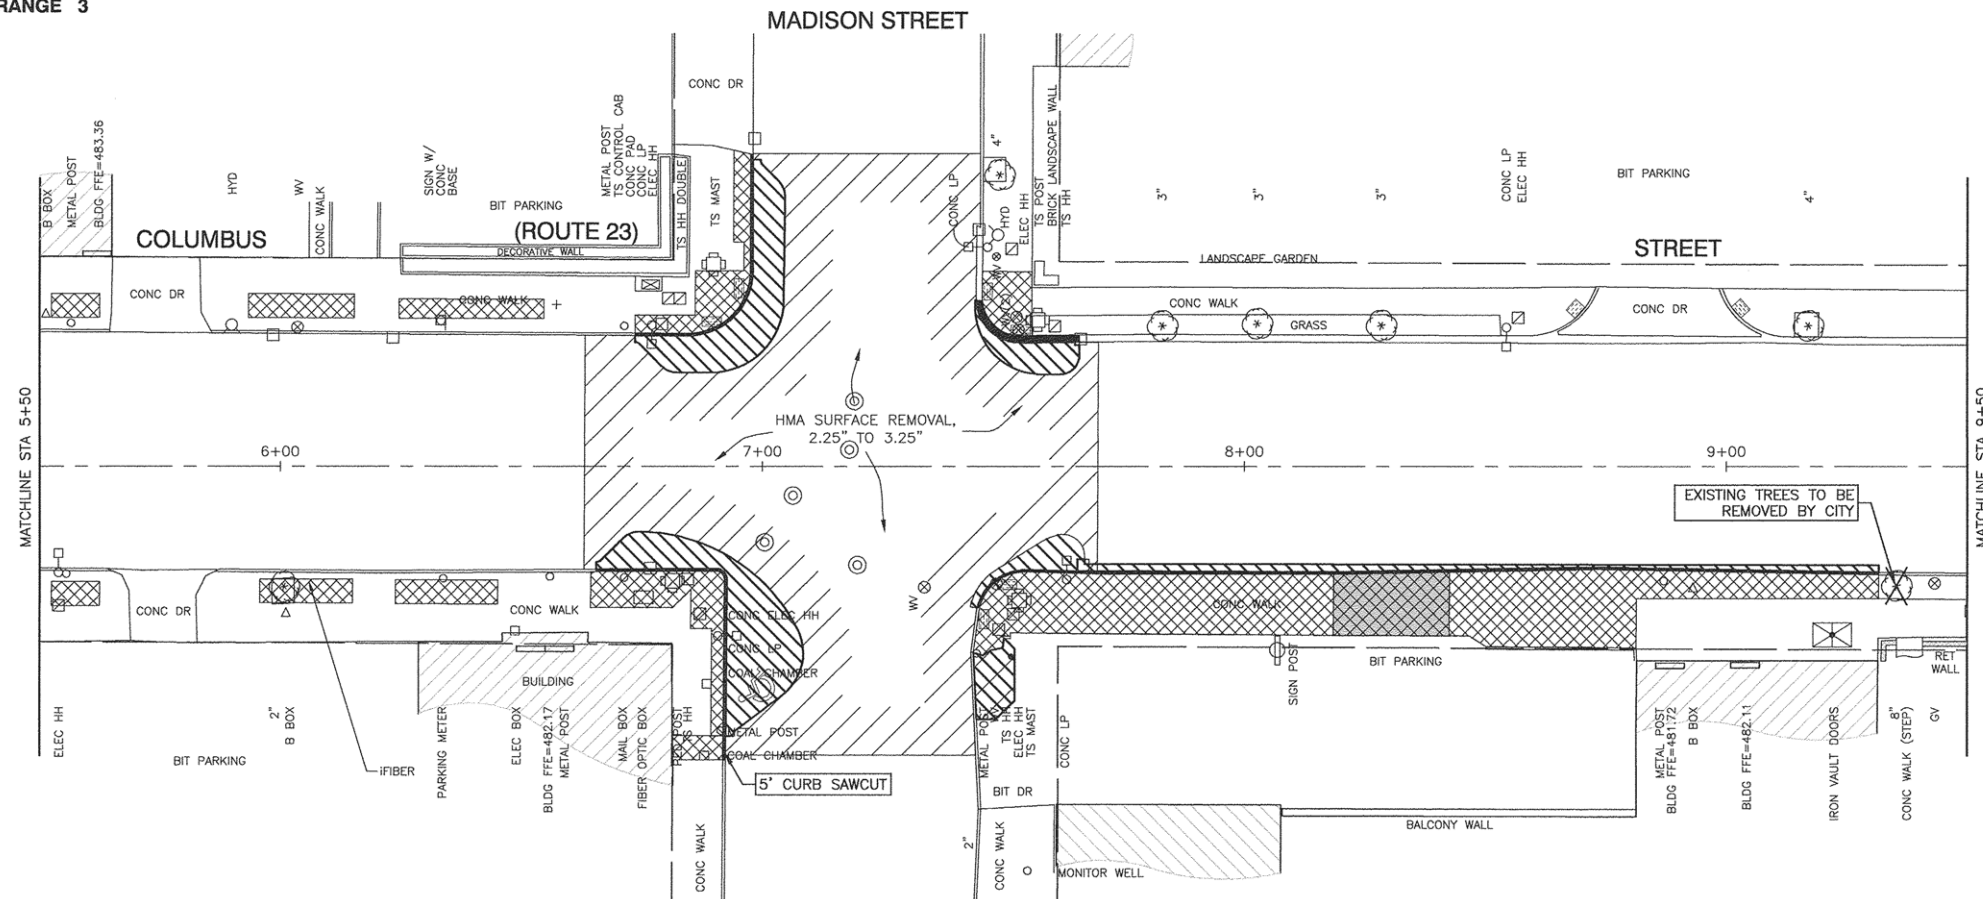 RANGE 3
MADISON STREET
CONC DR
B BOX
METAL POST
BLDG FFE=483.36
HYD
WV
CONC WALK
SIGN W/
CONC
BASE
BIT PARKING
METAL POST
TS CONTROL CAB
CONC PAD
CONC LP
ELEC HH
TS HH DOUBLE
TS MAST
CONC LP
4"
HYD
ELEC HH
TS POST
BRICK LANDSCAPE WALL
TS HH
WV
3"
3"
3"
CONC LP
ELEC HH
BIT PARKING
4"
COLUMBUS
(ROUTE 23)
STREET
DECORATIVE WALL
LANDSCAPE GARDEN
CONC DR
CONC WALK
CONC WALK
GRASS
CONC DR
MATCHLINE STA 5+50
6+00
7+00
8+00
9+00
MATCHLINE STA 9+50
HMA SURFACE REMOVAL,
2.25" TO 3.25"
EXISTING TREES TO BE
REMOVED BY CITY
CONC DR
CONC WALK
CONC ELEC HH
CONC LP
COAL CHAMBER
METAL POST
COAL CHAMBER
WV
CONC WALK
BUILDING
BIT PARKING
SIGN POST
RET
WALL
ELEC HH
BIT PARKING
2"
B BOX
iFIBER
PARKING METER
ELEC BOX
BLDG FFE=482.17
METAL POST
MAIL BOX
FIBER OPTIC BOX
5' CURB SAWCUT
METAL POST
WV
TS HH
ELEC HH
TS MAST
CONC LP
BIT DR
METAL POST
BLDG FFE=481.72
B BOX
BLDG FFE=482.11
IRON VAULT DOORS
8"
CONC WALK (STEP)
GV
BALCONY WALL
CONC WALK
2"
CONC WALK
MONITOR WELL